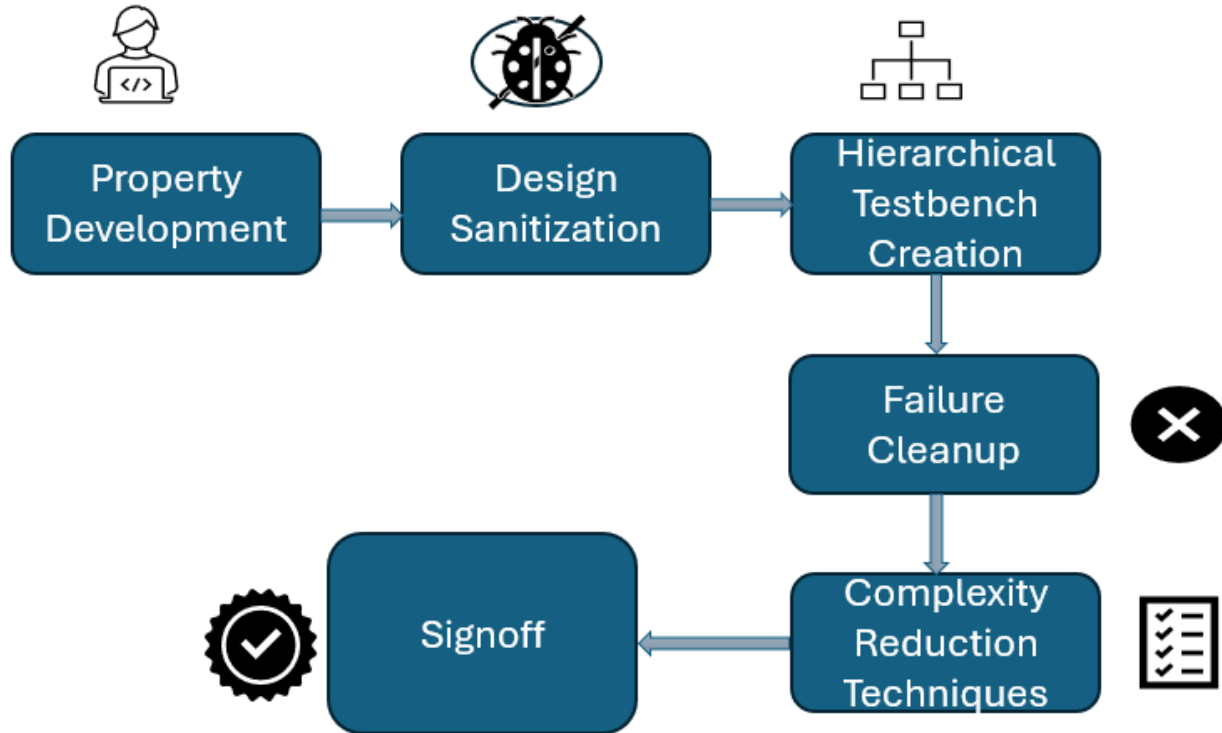 </>
Property
Development
Design
Sanitization
Hierarchical
Testbench
Creation
Failure
Cleanup
Complexity
Reduction
Techniques
Signoff